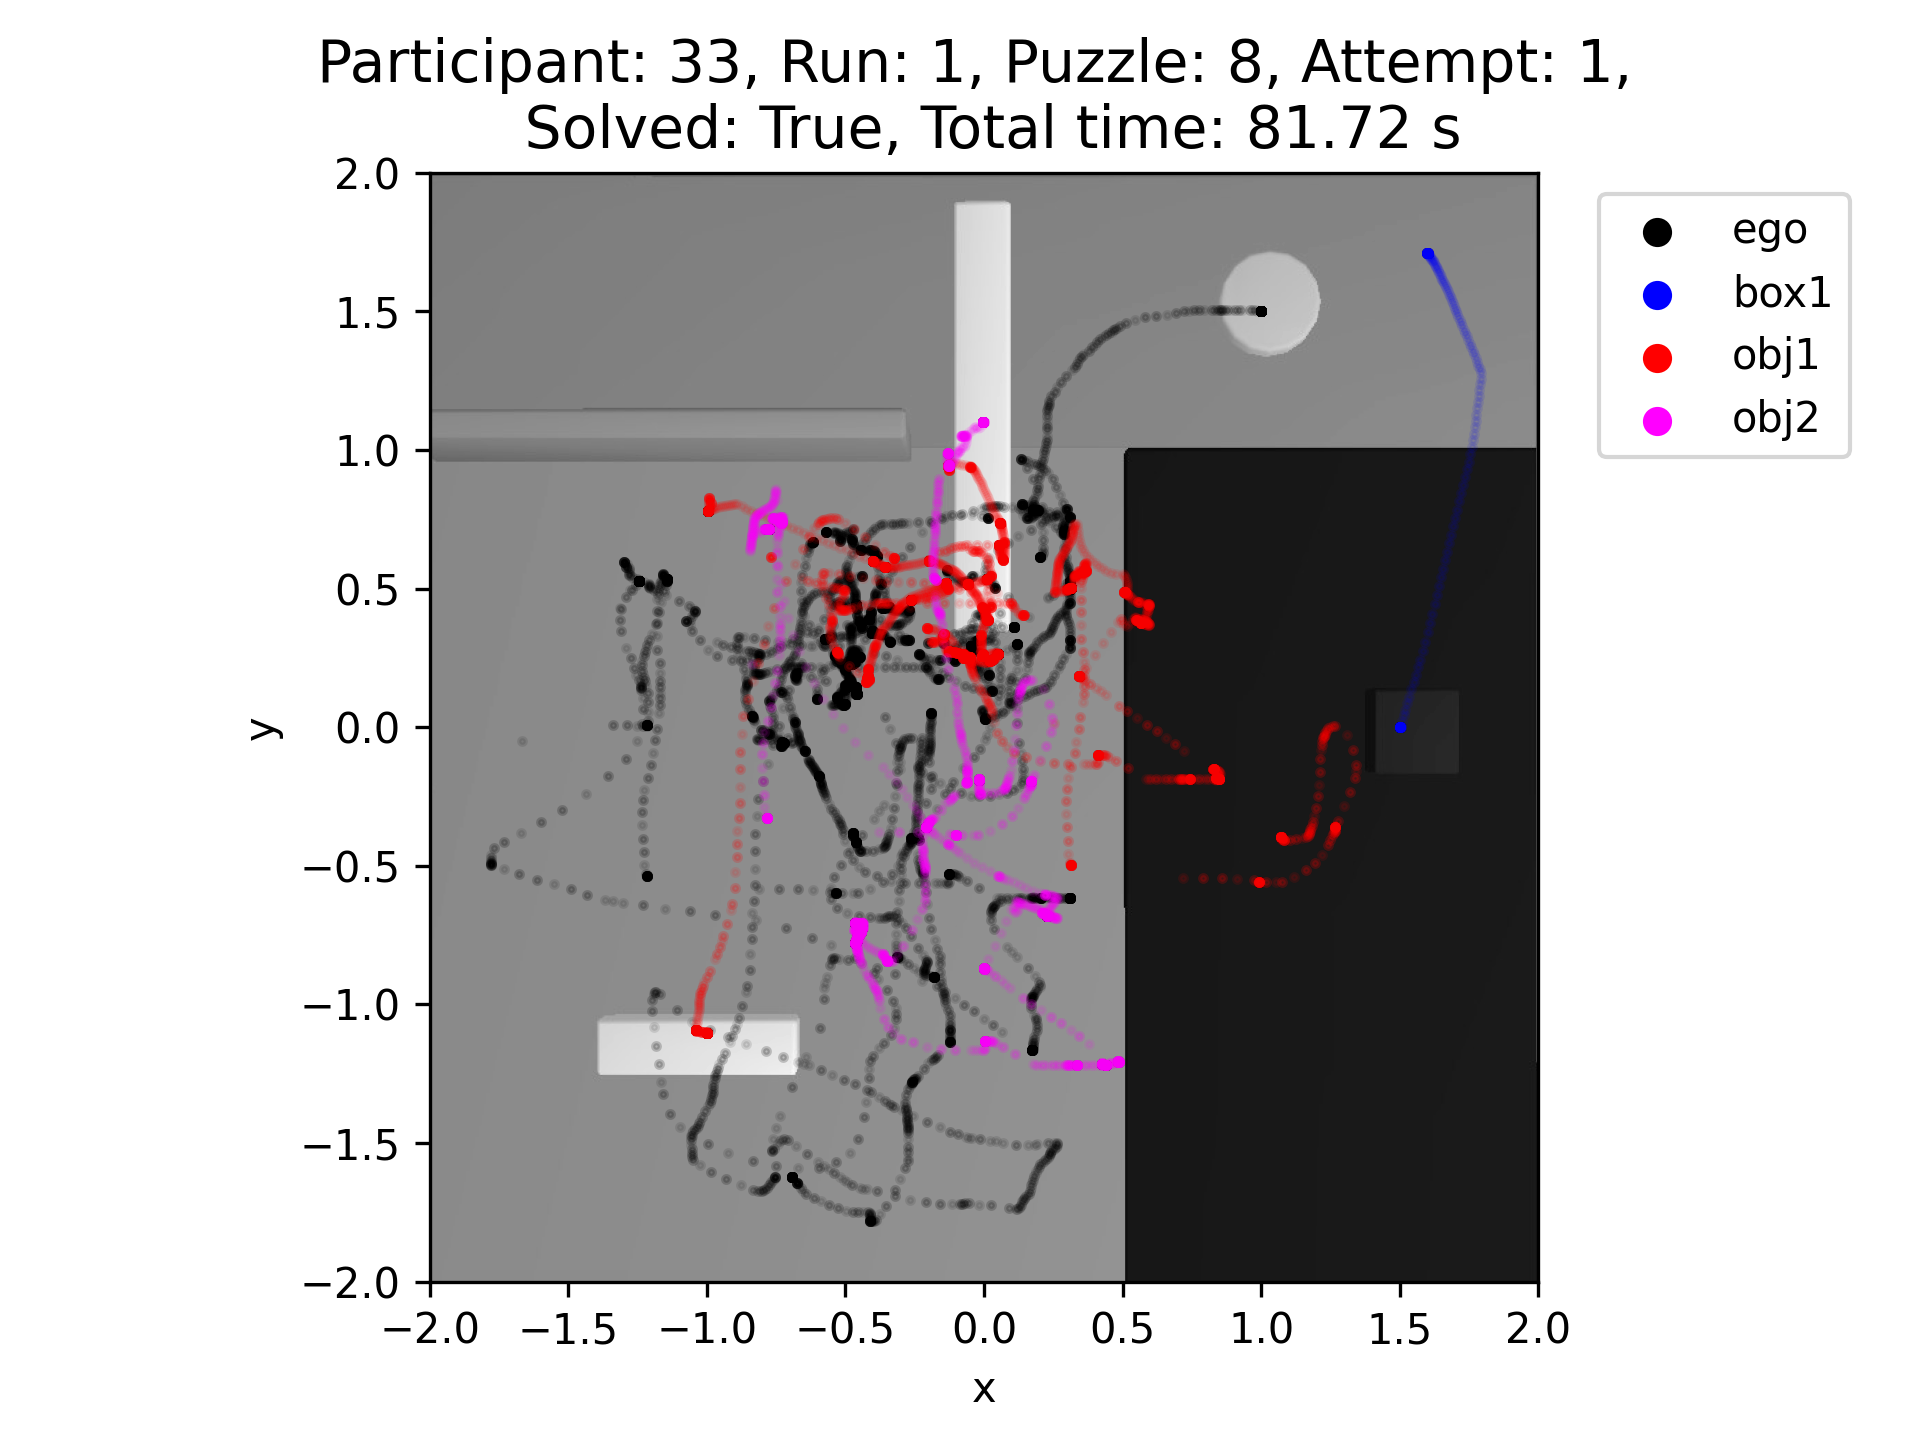 Participant: 33, Run: 1, Puzzle: 8, Attempt: 1,
Solved: True, Total time: 81.72 s
2.0
1.5
1.0
0.5
0.0
−0.5
−1.0
−1.5
−2.0
y
−2.0 −1.5 −1.0 −0.5 0.0 0.5 1.0 1.5 2.0
x
ego
box1
obj1
obj2